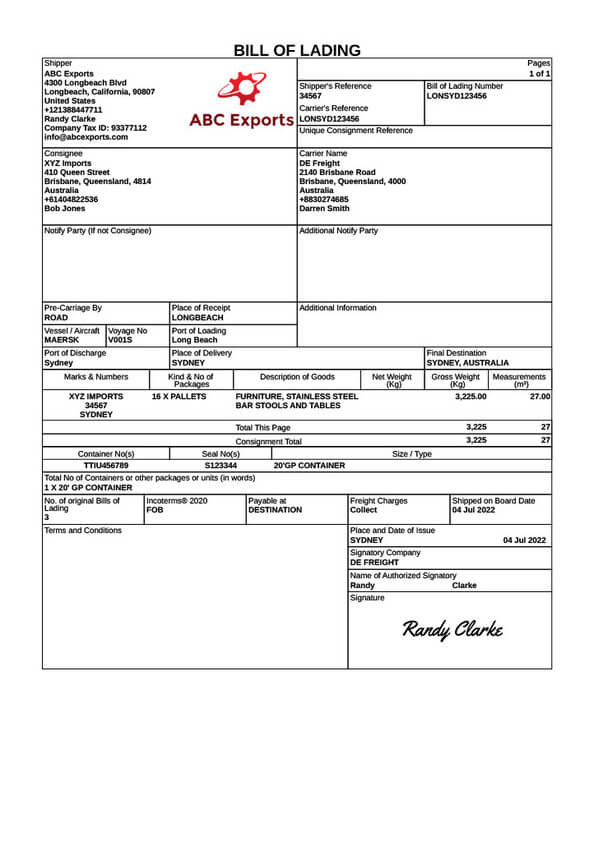 BILL OF LADING
Shipper
ABC Exports
4300 Longbeach Blvd
Longbeach, California, 90807
United States
+121388447711
Randy Clarke
Company Tax ID: 93377112
info@abcexports.com
ABC Exports
Pages
1 of 1
Shipper's Reference
34567
Carrier's Reference
LONSYD123456
Bill of Lading Number
LONSYD123456
Unique Consignment Reference
Consignee
XYZ Imports
410 Queen Street
Brisbane, Queensland, 4814
Australia
+61404822536
Bob Jones
Carrier Name
DE Freight
2140 Brisbane Road
Brisbane, Queensland, 4000
Australia
+8830274685
Darren Smith
Notify Party (If not Consignee)
Additional Notify Party
Pre-Carriage By
ROAD
Place of Receipt
LONGBEACH
Additional Information
Vessel / Aircraft
MAERSK
Voyage No
V001S
Port of Loading
Long Beach
Port of Discharge
Sydney
Place of Delivery
SYDNEY
Final Destination
SYDNEY, AUSTRALIA
Marks & Numbers
Kind & No of
Packages
Description of Goods
Net Weight
(Kg)
Gross Weight
(Kg)
Measurements
(m³)
XYZ IMPORTS
34567
SYDNEY
16 X PALLETS
FURNITURE, STAINLESS STEEL
BAR STOOLS AND TABLES
3,225.00
27.00
Total This Page
3,225
27
Consignment Total
3,225
27
Container No(s)
Seal No(s)
Size / Type
TTIU456789
S123344
20'GP CONTAINER
Total No of Containers or other packages or units (in words)
1 X 20' GP CONTAINER
No. of original Bills of
Lading
3
Incoterms® 2020
FOB
Payable at
DESTINATION
Freight Charges
Collect
Shipped on Board Date
04 Jul 2022
Terms and Conditions
Place and Date of Issue
SYDNEY 04 Jul 2022
Signatory Company
DE FREIGHT
Name of Authorized Signatory
Randy Clarke
Signature
Randy Clarke